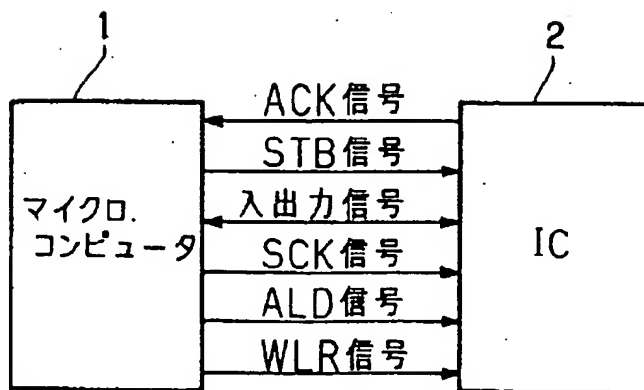 1
2
ACK信号
STB信号
マイクロ.
入出力信号
コンピュータ
IC
SCK信号
ALD信号
WLR信号